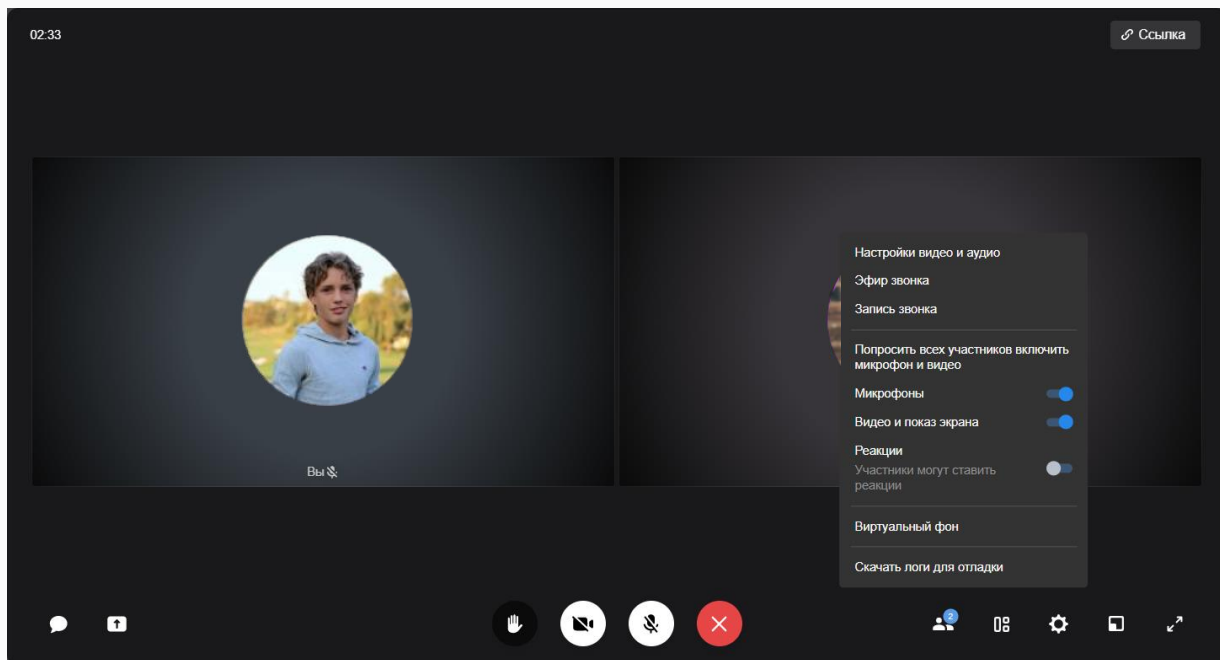 02:33
Ссылка
Настройки видео и аудио
Эфир звонка
Запись звонка
Попросить всех участников включить
микрофон и видео
Микрофоны
Видео и показ экрана
Реакции
Участники могут ставить
реакции
Виртуальный фон
Скачать логи для отладки
Вы
2